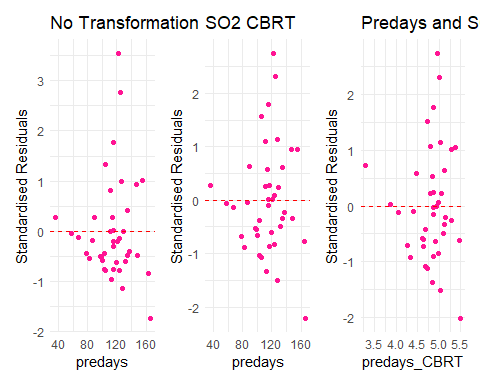 No Transformation SO2 CBRT Predays and S
Standardised Residuals
3
2
1
0
-1
-2
40 80 120 160
predays
Standardised Residuals
2
1
0
-1
-2
40 80 120 160
predays
Standardised Residuals
2
1
0
-1
-2
3.5 4.0 4.5 5.0 5.5
predays_CBRT